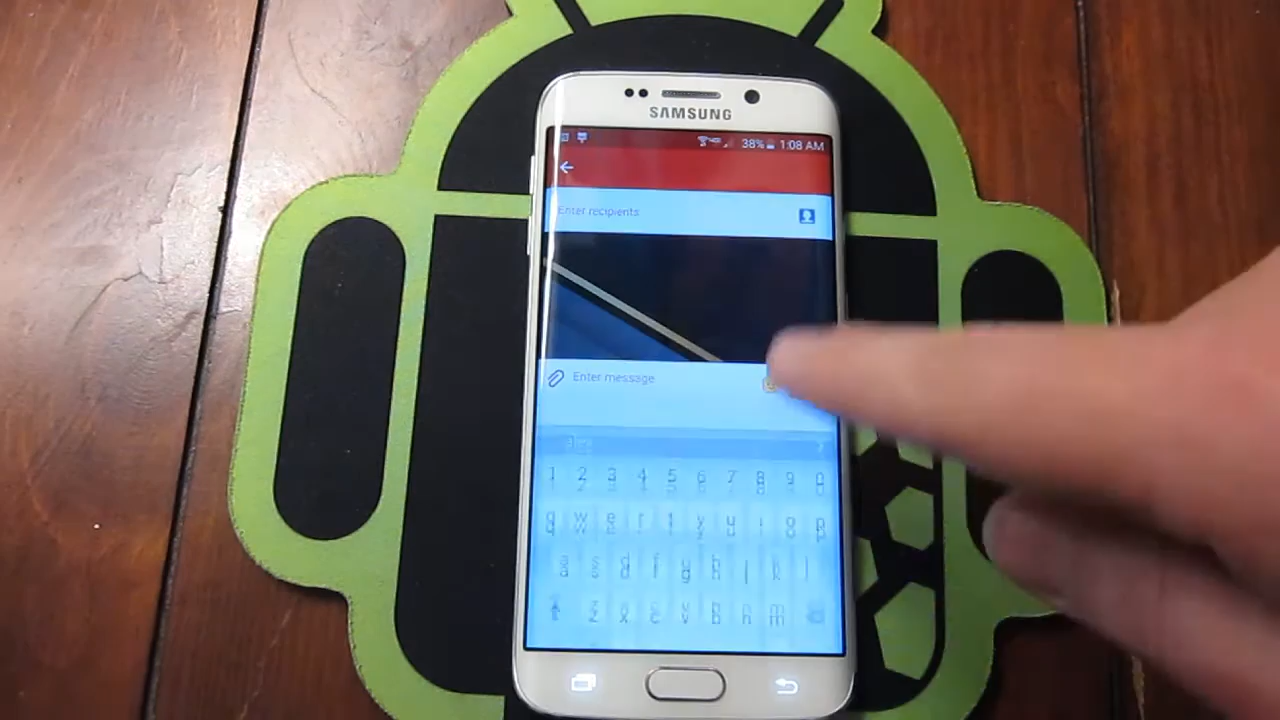 SAMSUNG
38% 1:08 AM
Enter recipients
Enter message
1 2 3 4 5 6 7 8 9 0
q w e r t y u i o p
a s d f g h j k l
z x c v b n m